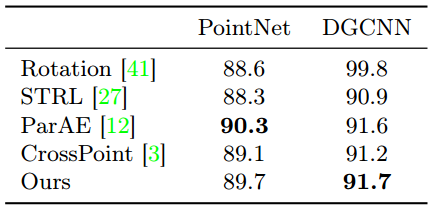 PointNet DGCNN
Rotation [41] 88.6 99.8
STRL [27] 88.3 90.9
ParAE [12] 90.3 91.6
CrossPoint [3] 89.1 91.2
Ours 89.7 91.7